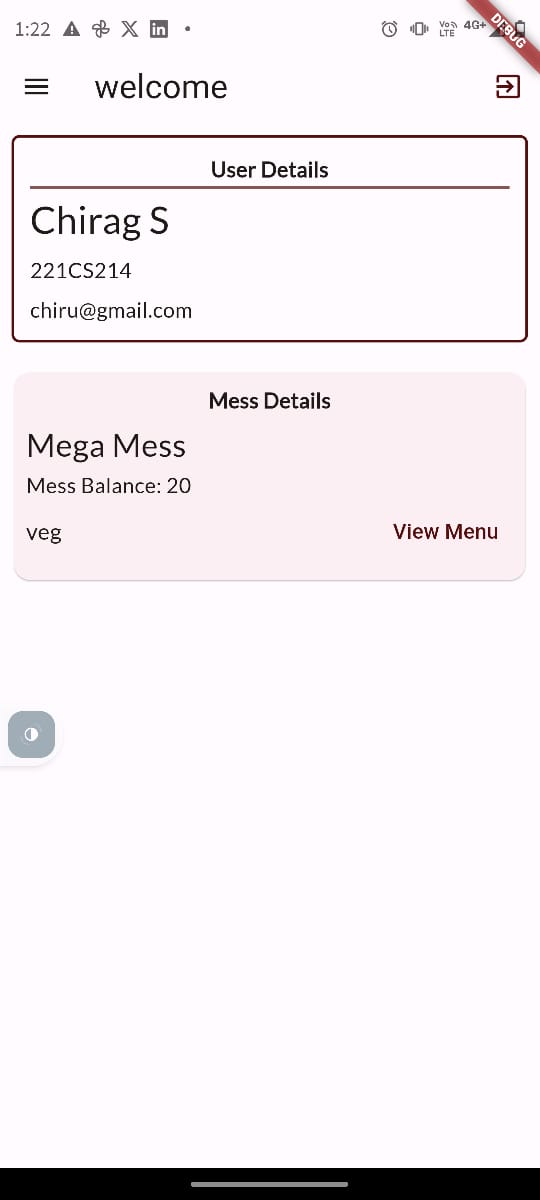 1:22
Vo))
LTE
4G+
DEBUG
welcome
User Details
Chirag S
221CS214
chiru@gmail.com
Mess Details
Mega Mess
Mess Balance: 20
veg
View Menu